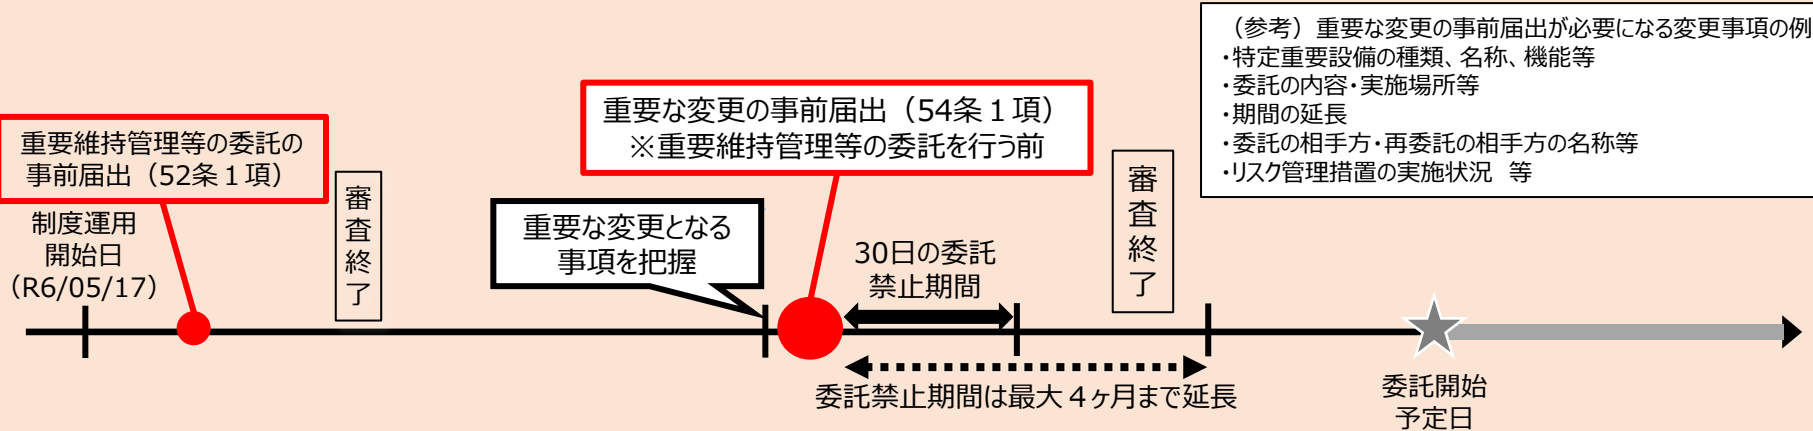 重要維持管理等の委託の
事前届出（52条１項）
制度運用
開始日
（R6/05/17）
審査終了
重要な変更となる
事項を把握
重要な変更の事前届出（54条１項）
※重要維持管理等の委託を行う前
30日の委託
禁止期間
委託禁止期間は最大４ヶ月まで延長
審査終了
委託開始
予定日
（参考）重要な変更の事前届出が必要になる変更事項の例
・特定重要設備の種類、名称、機能等
・委託の内容・実施場所等
・期間の延長
・委託の相手方・再委託の相手方の名称等
・リスク管理措置の実施状況　等